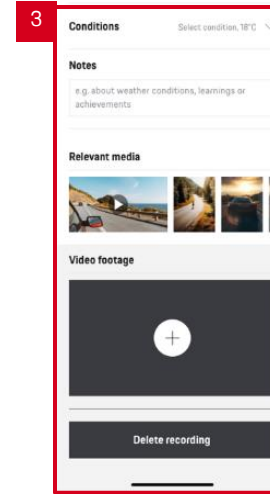 3
Conditions Select condition, 18°C
Notes
e.g. about weather conditions, learnings or
achievements
Relevant media
Video footage
Delete recording